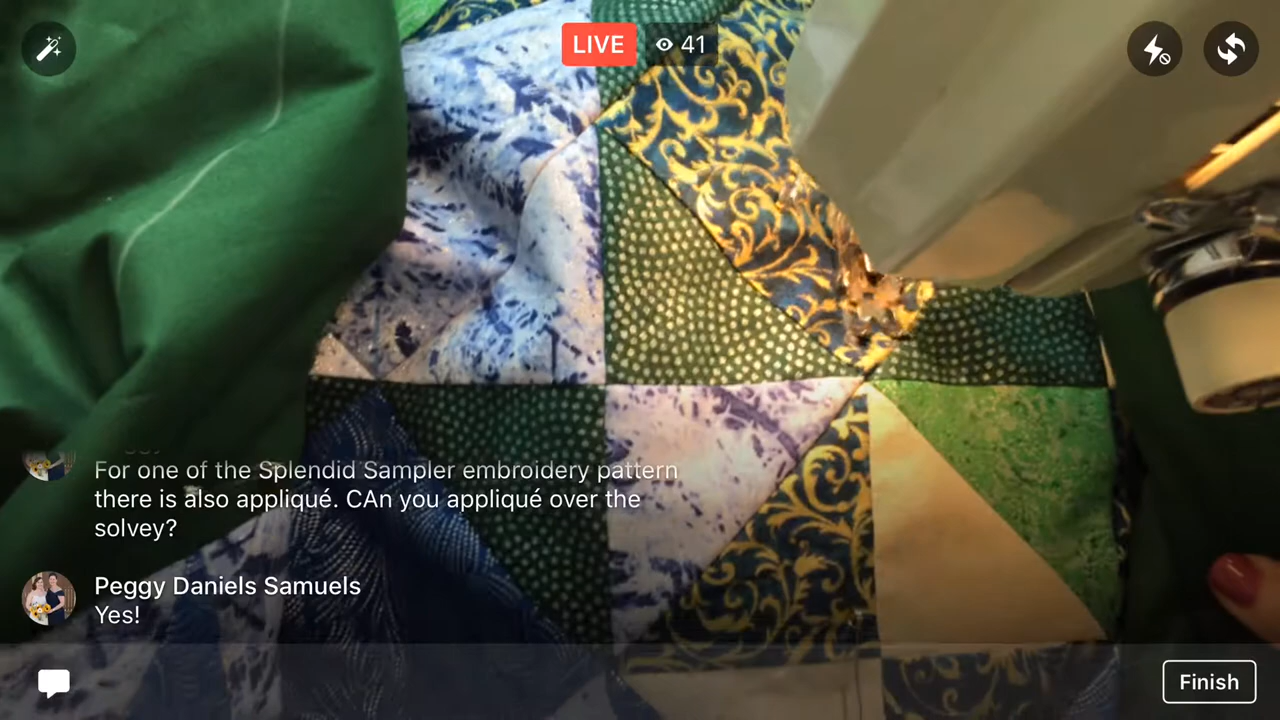 LIVE 41
For one of the Splendid Sampler embroidery pattern
there is also appliqué. CAn you appliqué over the
solvey?
Peggy Daniels Samuels
Yes!
Finish